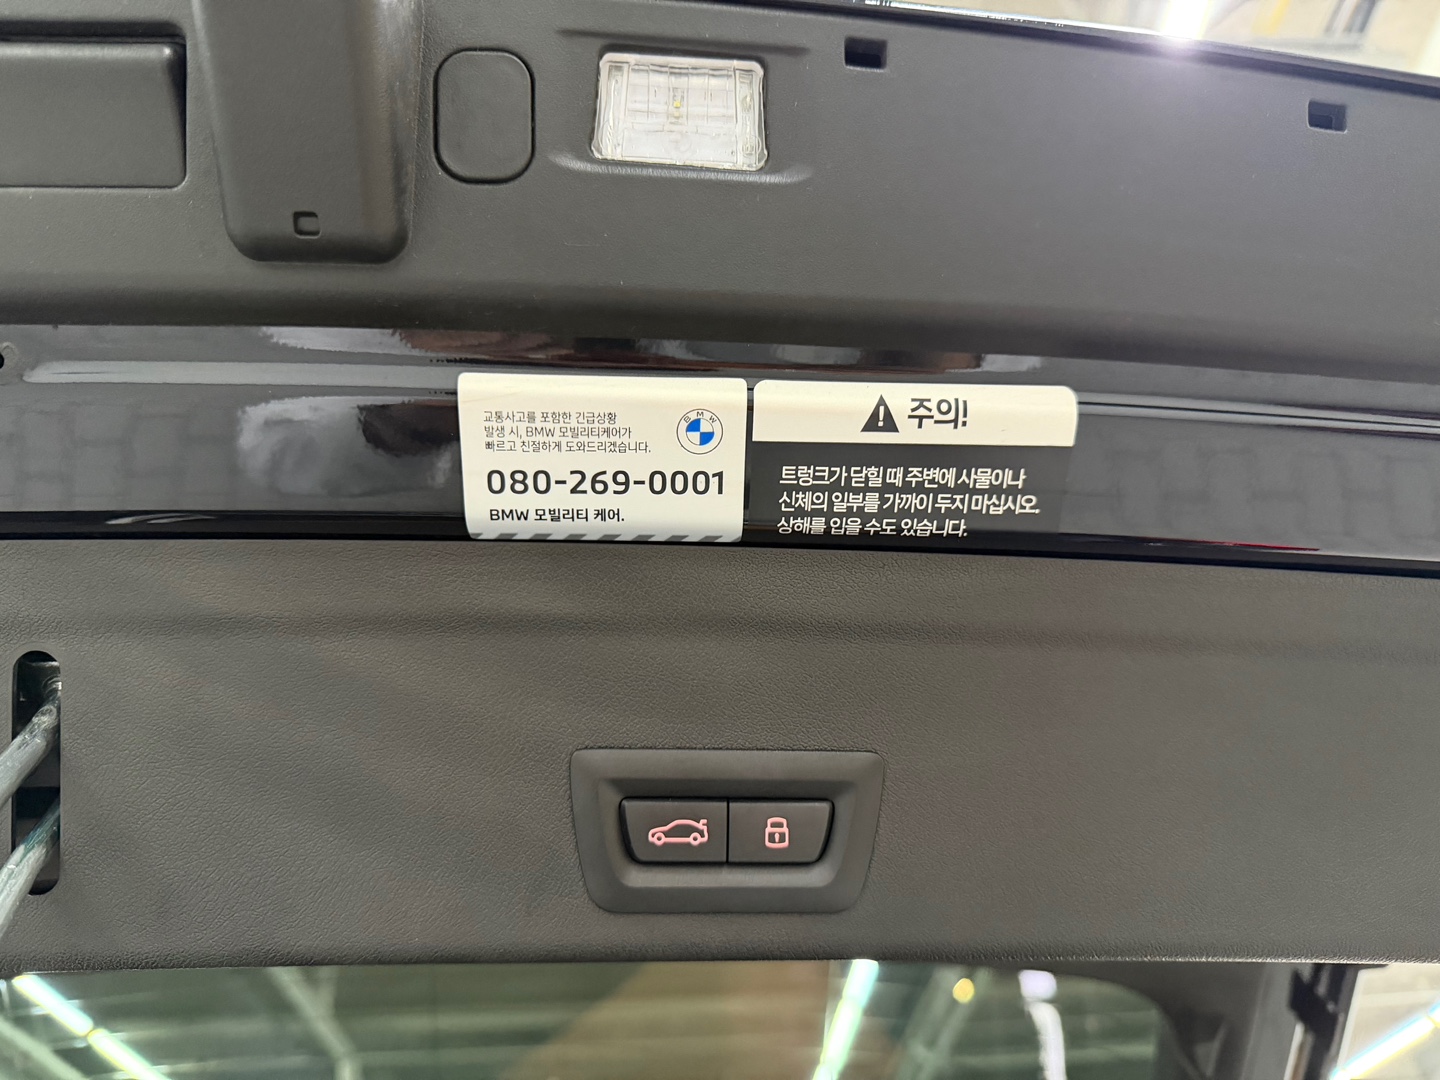 교통사고를 포함한 긴급상황
발생 시, BMW 모빌리티케어가
빠르고 친절하게 도와드리겠습니다.
BMW
080-269-0001
BMW 모빌리티 케어.
주의!
트렁크가 닫힐 때 주변에 사물이나
신체의 일부를 가까이 두지 마십시오.
상해를 입을 수도 있습니다.